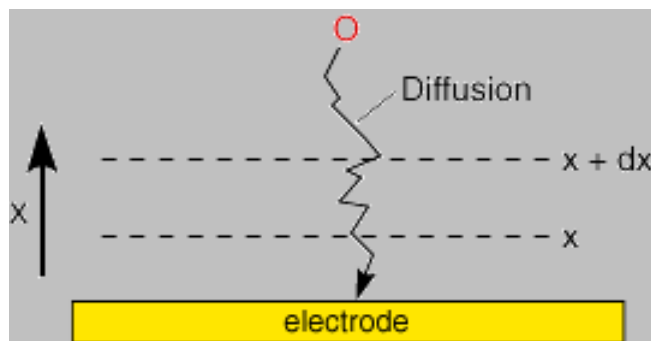 O
Diffusion
x + dx
x
x
electrode